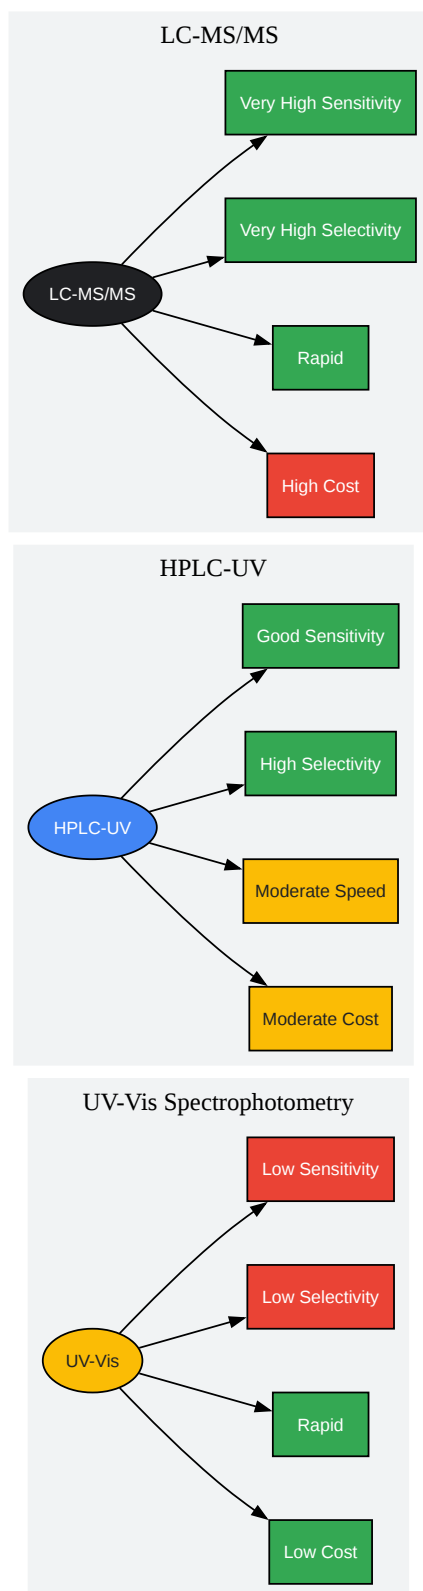 LC-MS/MS
Very High Sensitivity
Very High Selectivity
LC-MS/MS
Rapid
High Cost
HPLC-UV
Good Sensitivity
High Selectivity
HPLC-UV
Moderate Speed
Moderate Cost
UV-Vis Spectrophotometry
Low Sensitivity
Low Selectivity
UV-Vis
Rapid
Low Cost